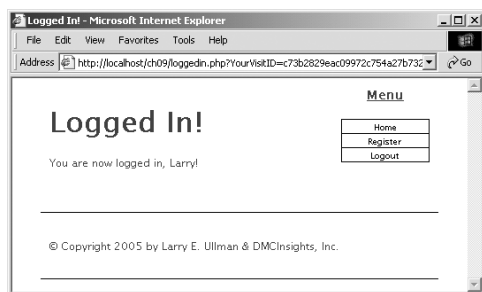 Logged In! - Microsoft Internet Explorer
File Edit View Favorites Tools Help
Address http://localhost/ch09/loggedin.php?YourVisitID=c73b2829eac09972c754a27b732 Go
Menu
Logged In!
Home
Register
Logout
You are now logged in, Larry!
© Copyright 2005 by Larry E. Ullman & DMCInsights, Inc.